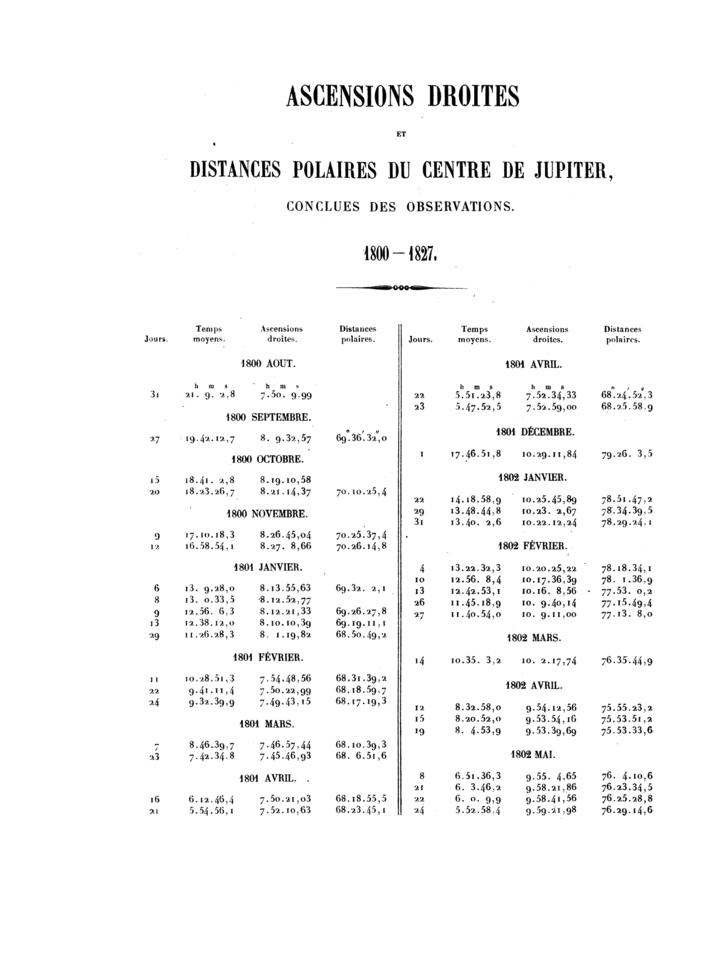 ASCENSIONS DROITES
ET
DISTANCES POLAIRES DU CENTRE DE JUPITER,
CONCLUES DES OBSERVATIONS.
1800 — 1827.
Jours. Temps moyens. Ascensions droites. Distances polaires.
1800 AOUT.
h m s h m s
31 21. 9. 2,8 7.50. 9.99
1800 SEPTEMBRE.
° ′ ″
27 19.42.12,7 8. 9.32,57 69.36.32,0
1800 OCTOBRE.
15 18.41. 2,8 8.19.10,58
20 18.23.26,7 8.21.14,37 70.10.25,4
1800 NOVEMBRE.
9 17.10.18,3 8.26.45,04 70.25.37,4
12 16.58.54,1 8.27. 8,66 70.26.14,8
1801 JANVIER.
6 13. 9.28,0 8.13.55,63 69.32. 2,1
8 13. 0.33,5 8.12.52,77
9 12.56. 6,3 8.12.21,33 69.26.27,8
13 12.38.12,0 8.10.10,39 69.19.11,1
29 11.26.28,3 8. 1.19,82 68.50.49,2
1801 FÉVRIER.
11 10.28.51,3 7.54.48,56 68.31.39,2
22 9.41.11,4 7.50.22,99 68.18.59,7
24 9.32.39,9 7.49.43,15 68.17.19,3
1801 MARS.
7 8.46.39,7 7.46.57,44 68.10.39,3
23 7.42.34.8 7.45.46,93 68. 6.51,6
1801 AVRIL.
16 6.12.46,4 7.50.21,03 68.18.55,5
21 5.54.56,1 7.52.10,63 68.23.45,1
Jours. Temps moyens. Ascensions droites. Distances polaires.
1801 AVRIL.
h m s h m s ° ′ ″
22 5.51.23,8 7.52.34,33 68.24.52,3
23 5.47.52,5 7.52.59,00 68.25.58,9
1801 DÉCEMBRE.
1 17.46.51,8 10.29.11,84 79.26. 3,5
1802 JANVIER.
22 14.18.58,9 10.25.45,89 78.51.47,2
29 13.48.44,8 10.23. 2,67 78.34.39,5
31 13.40. 2,6 10.22.12,24 78.29.24,1
1802 FÉVRIER.
4 13.22.32,3 10.20.25,22 78.18.34,1
10 12.56. 8,4 10.17.36,39 78. 1.36,9
13 12.42.53,1 10.16. 8,56 77.53. 0,2
26 11.45.18,9 10. 9.40,14 77.15.49,4
27 11.40.54,0 10. 9.11,00 77.13. 8,0
1802 MARS.
14 10.35. 3,2 10. 2.17,74 76.35.44,9
1802 AVRIL.
12 8.32.58,0 9.54.12,56 75.55.23,2
15 8.20.52,0 9.53.54,16 75.53.51,2
19 8. 4.53,9 9.53.39,69 75.53.33,6
1802 MAI.
8 6.51.36,3 9.55. 4,65 76. 4.10,6
21 6. 3.46,2 9.58.21,86 76.23.34,5
22 6. 0. 9,9 9.58.41,56 76.25.28,8
24 5.52.58,4 9.59.21,98 76.29.14,6